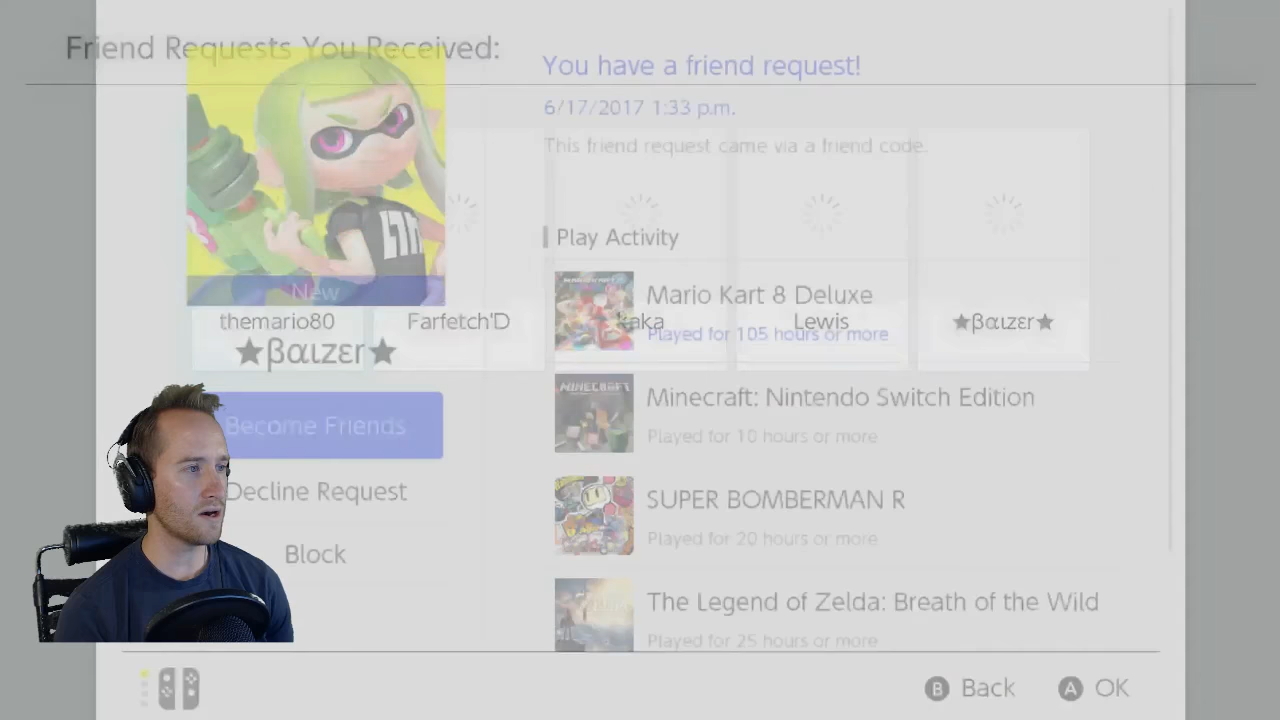 Friend Requests You Received:
You have a friend request!
6/17/2017 1:33 p.m.
This friend request came via a friend code.
Play Activity
New
Mario Kart 8 Deluxe
themario80
Farfetch'D
kaka
Lewis
★βαιzεr★
Played for 105 hours or more
★βαιzεr★
MINECRAFT
Minecraft: Nintendo Switch Edition
Become Friends
Played for 10 hours or more
Decline Request
SUPER BOMBERMAN R
Played for 20 hours or more
Block
The Legend of Zelda: Breath of the Wild
Played for 25 hours or more
B Back
A OK